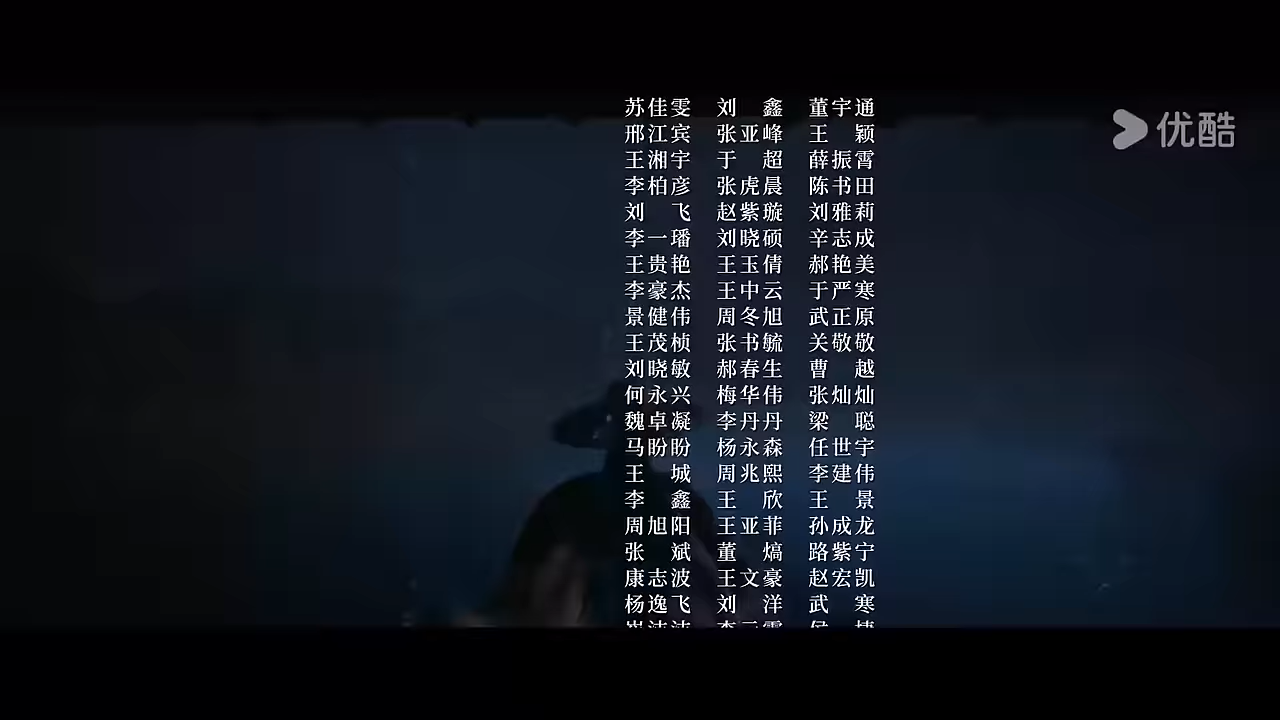 苏佳雯 刘鑫 董宇通
优酷
邢江宾 张亚峰 王颖
王湘宇 于超 薛振霄
李柏彦 张虎晨 陈书田
刘飞 赵紫璇 刘雅莉
李一璠 刘晓硕 辛志成
王贵艳 王玉倩 郝艳美
李豪杰 王中云 于严寒
景健伟 周冬旭 武正原
王茂桢 张书毓 关敬敬
刘晓敏 郝春生 曹越
何永兴 梅华伟 张灿灿
魏卓凝 李丹丹 梁聪
马盼盼 杨永森 任世宇
王城 周兆熙 李建伟
李鑫 王欣 王景
周旭阳 王亚菲 孙成龙
张斌 董熇 路紫宁
康志波 王文豪 赵宏凯
杨逸飞 刘洋 武寒